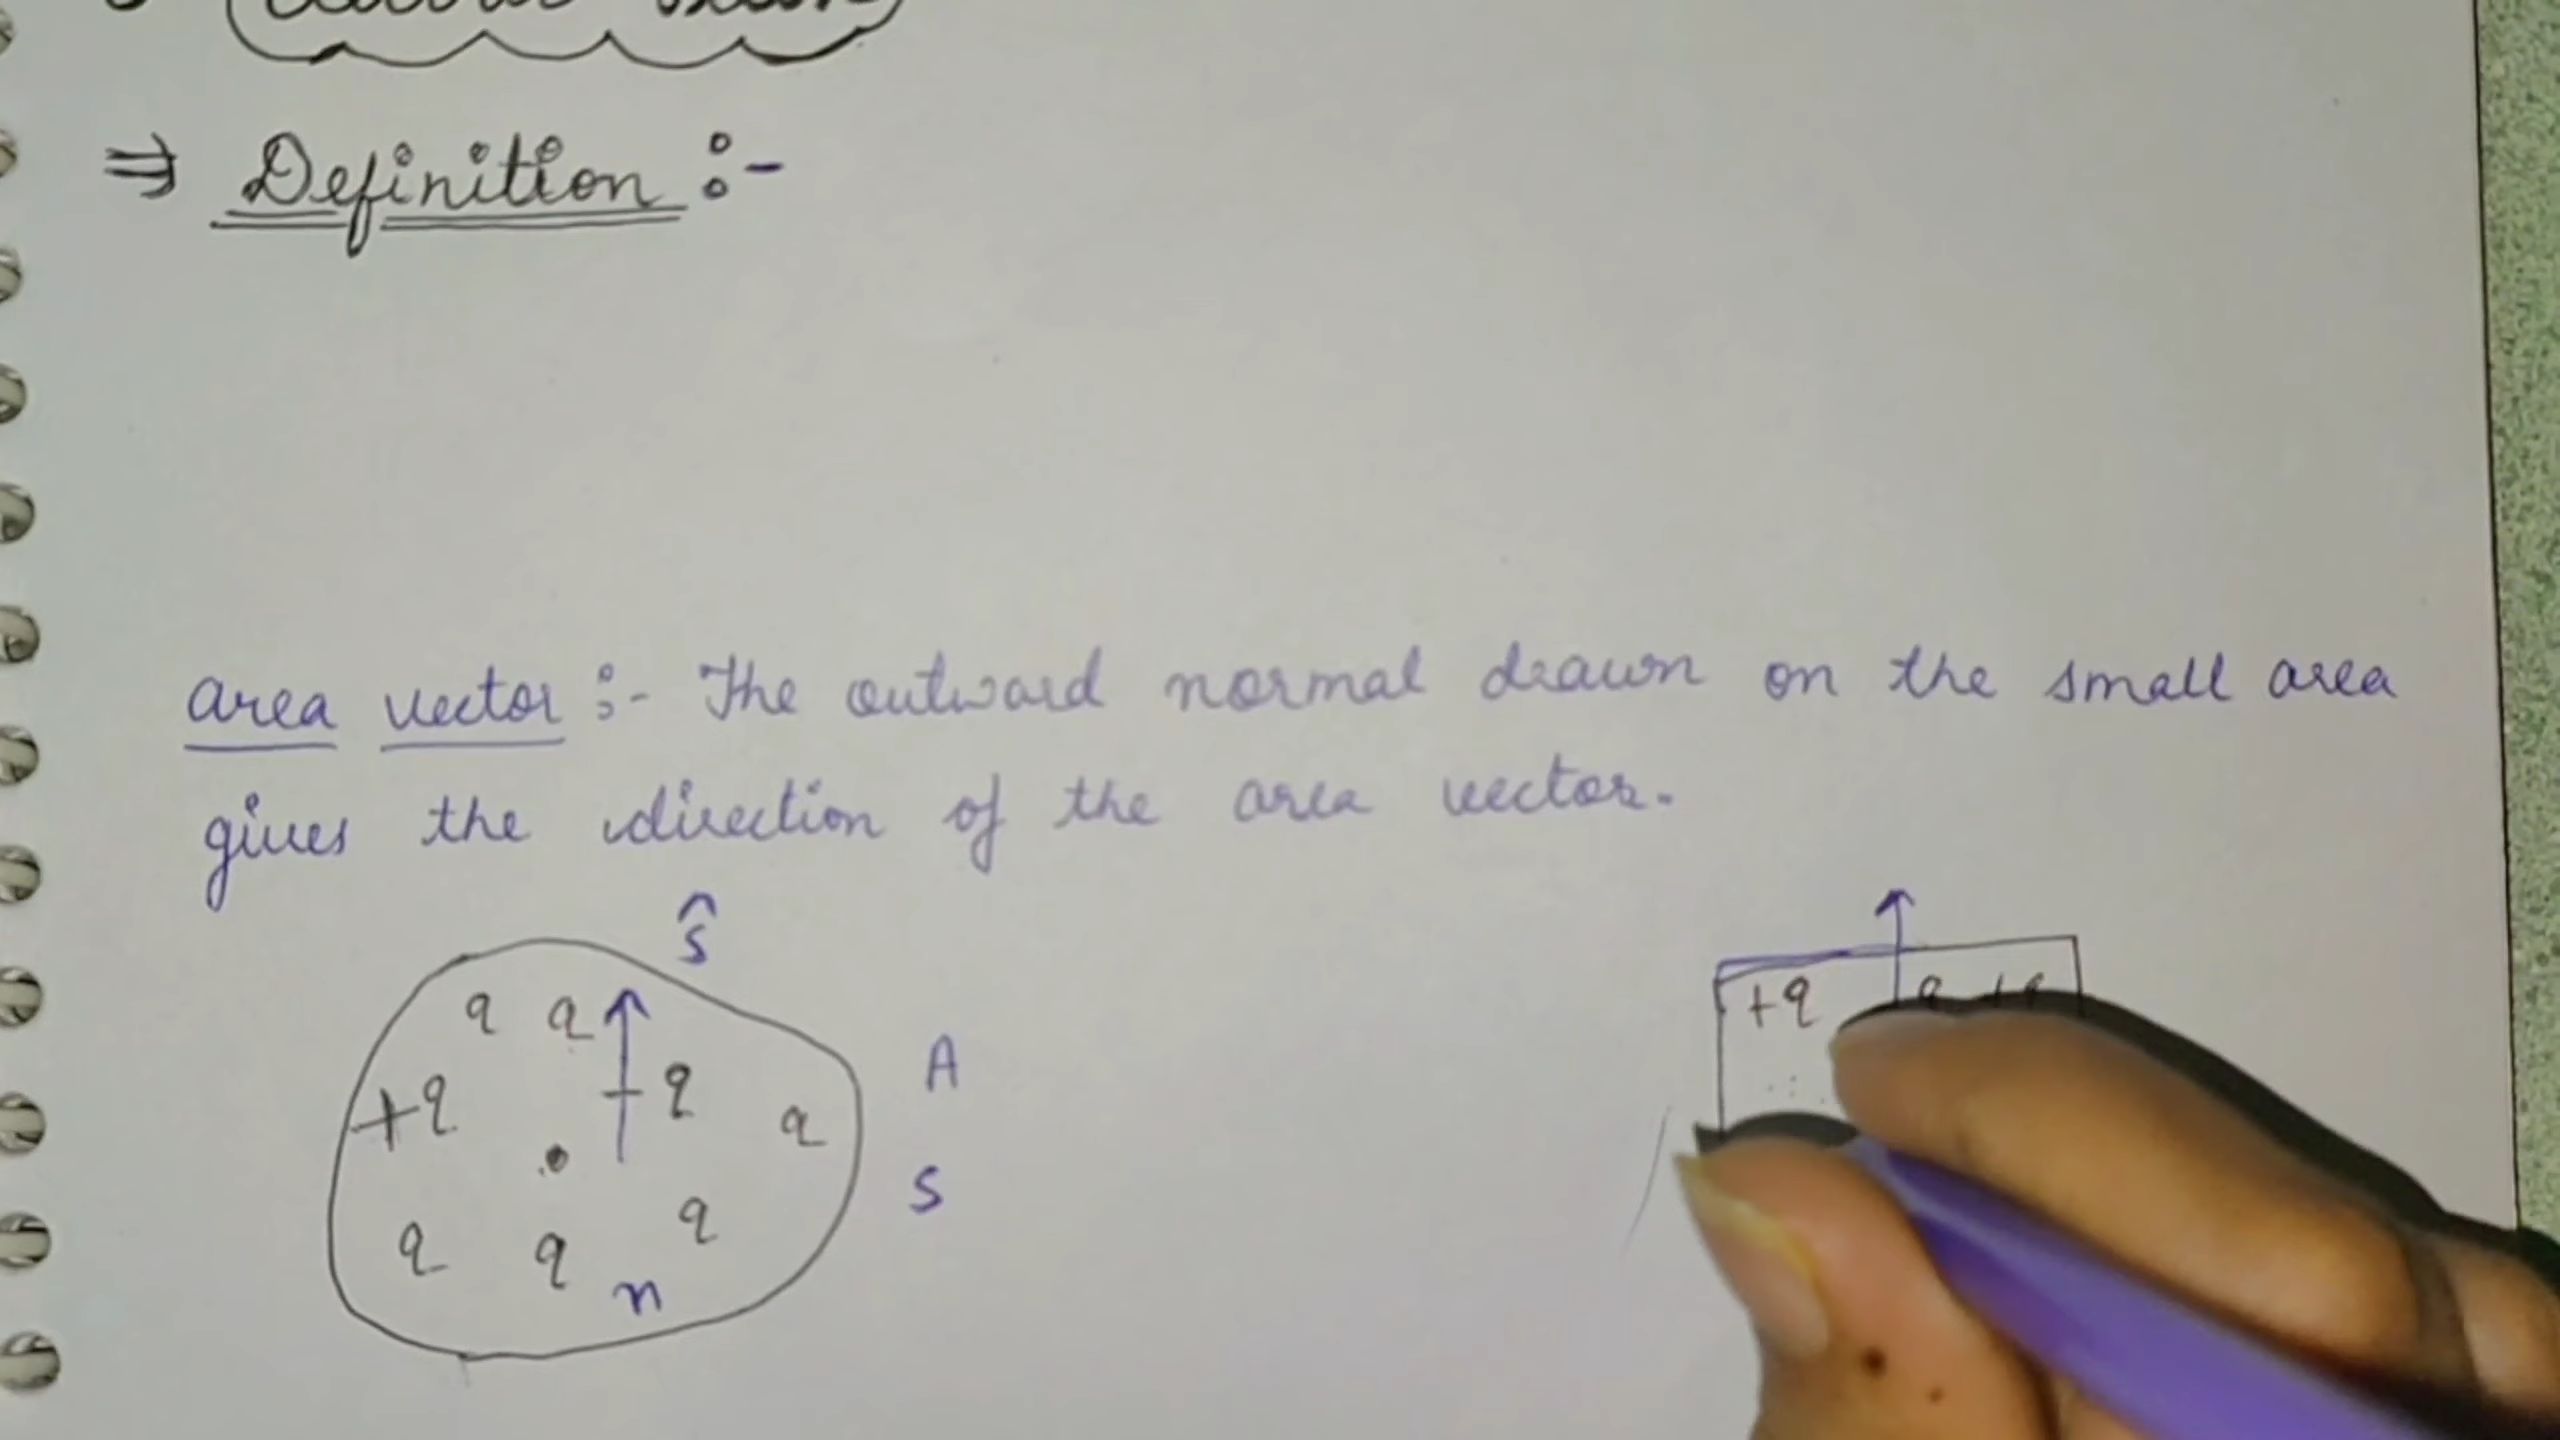 ⇒ Definition :-
area vector :- The outward normal drawn on the small area
gives the direction of the area vector.
ŝ
q q
+q q q
q q q
n
A
S
+q q +q